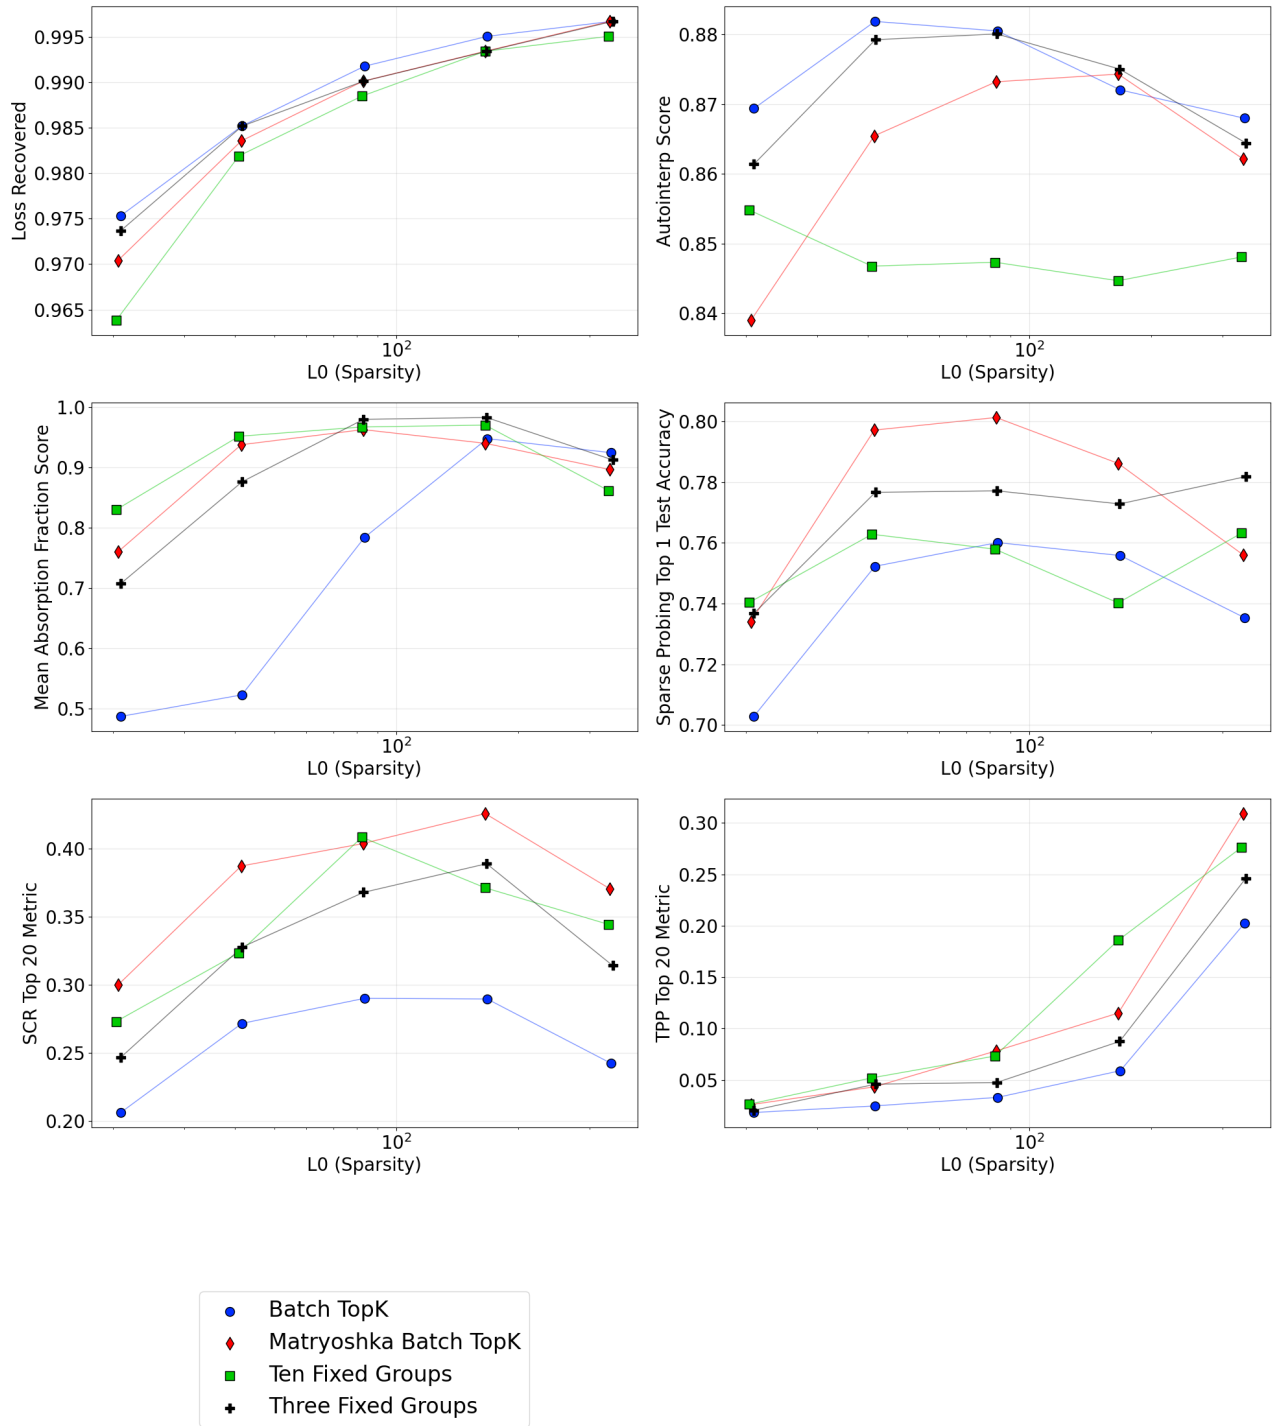 0.995
0.990
0.985
0.980
0.975
0.970
0.965
Loss Recovered
10²
L0 (Sparsity)
0.88
0.87
0.86
0.85
0.84
Autointerp Score
10²
L0 (Sparsity)
1.0
0.9
0.8
0.7
0.6
0.5
Mean Absorption Fraction Score
10²
L0 (Sparsity)
0.80
0.78
0.76
0.74
0.72
0.70
Sparse Probing Top 1 Test Accuracy
10²
L0 (Sparsity)
0.40
0.35
0.30
0.25
0.20
SCR Top 20 Metric
10²
L0 (Sparsity)
0.30
0.25
0.20
0.15
0.10
0.05
TPP Top 20 Metric
10²
L0 (Sparsity)
Batch TopK
Matryoshka Batch TopK
Ten Fixed Groups
Three Fixed Groups